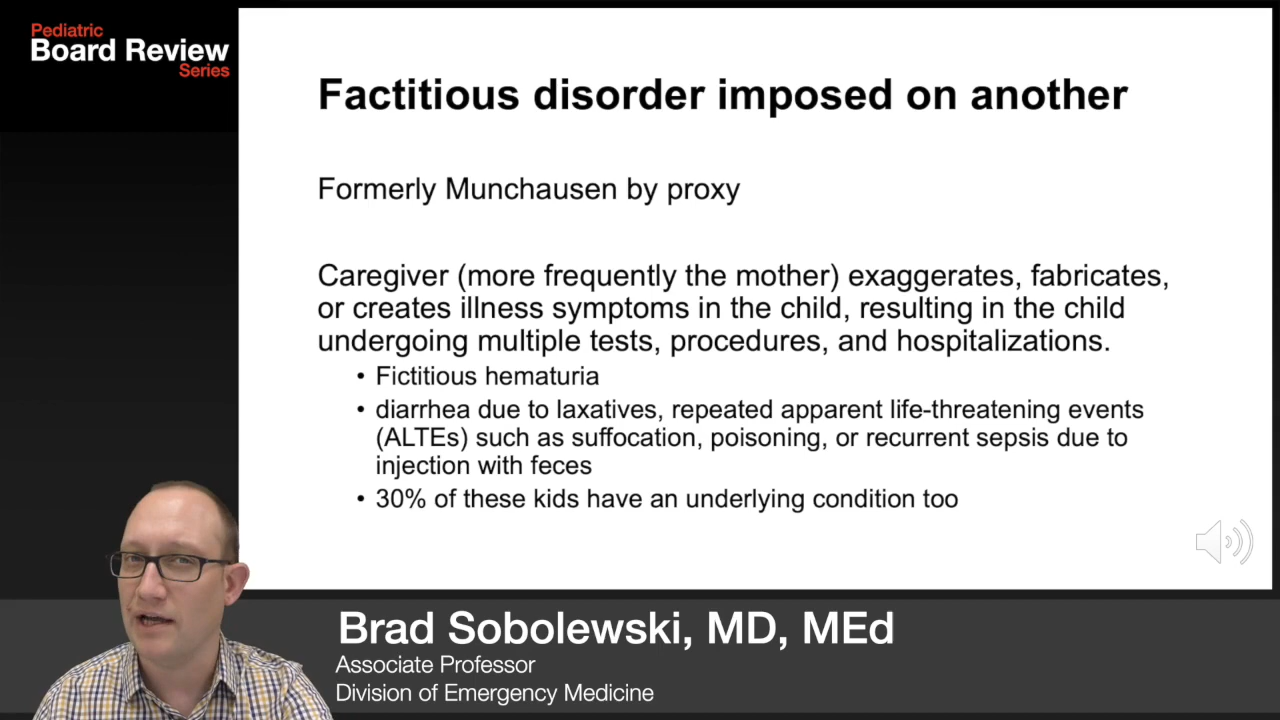 Pediatric
Board Review
Series
Factitious disorder imposed on another
Formerly Munchausen by proxy
Caregiver (more frequently the mother) exaggerates, fabricates,
or creates illness symptoms in the child, resulting in the child
undergoing multiple tests, procedures, and hospitalizations.
• Fictitious hematuria
• diarrhea due to laxatives, repeated apparent life-threatening events
(ALTEs) such as suffocation, poisoning, or recurrent sepsis due to
injection with feces
• 30% of these kids have an underlying condition too
Brad Sobolewski, MD, MEd
Associate Professor
Division of Emergency Medicine